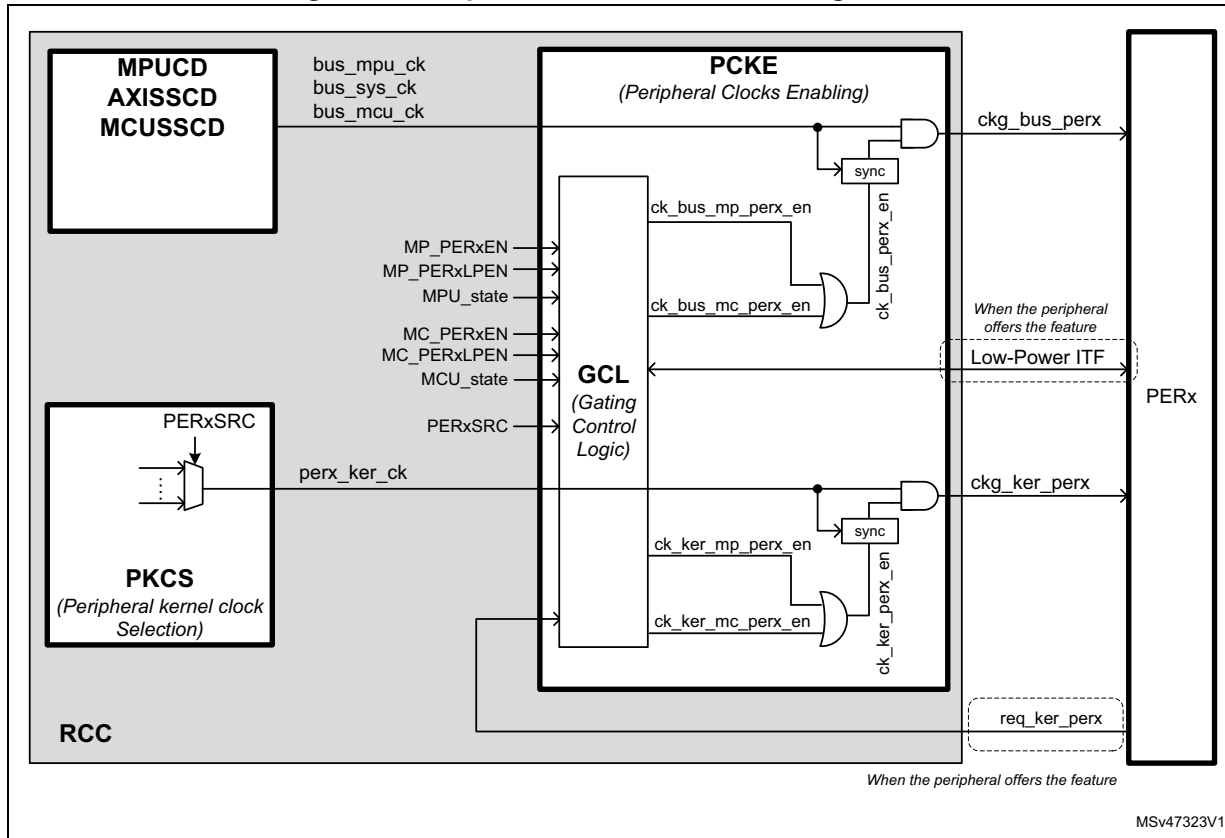 MPUCD
AXISSCD
MCUSSCD
bus_mpu_ck
bus_sys_ck
bus_mcu_ck
PCKE
(Peripheral Clocks Enabling)
ckg_bus_perx
sync
ck_bus_mp_perx_en
ck_bus_perx_en
MP_PERxEN
MP_PERxLPEN
MPU_state
ck_bus_mc_perx_en
When the peripheral
offers the feature
MC_PERxEN
MC_PERxLPEN
MCU_state
Low-Power ITF
GCL
(Gating
Control
Logic)
PERx
PERxSRC
PERxSRC
perx_ker_ck
ckg_ker_perx
sync
ck_ker_mp_perx_en
ck_ker_perx_en
PKCS
(Peripheral kernel clock
Selection)
ck_ker_mc_perx_en
req_ker_perx
RCC
When the peripheral offers the feature
MSv47323V1